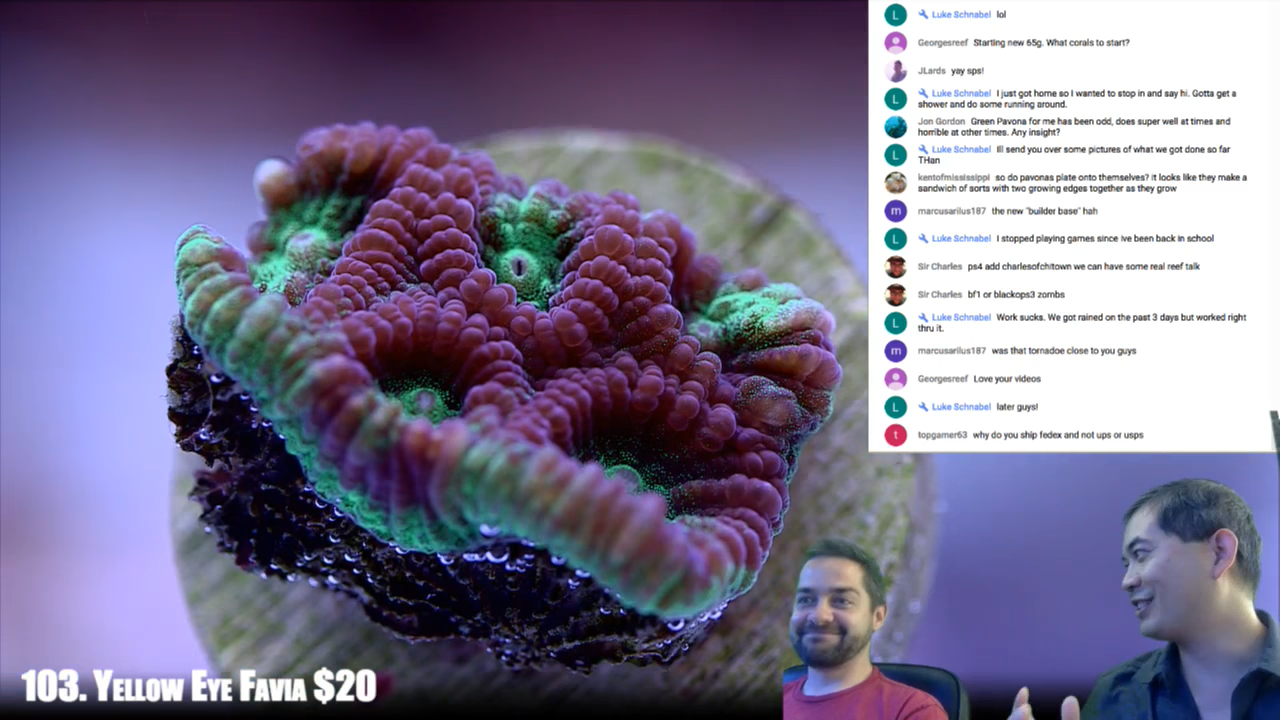 L Luke Schnabel lol
Georgesreef Starting new 65g. What corals to start?
JLards yay sps!
L Luke Schnabel I just got home so I wanted to stop in and say hi. Gotta get a
shower and do some running around.
Jon Gordon Green Pavona for me has been odd, does super well at times and
horrible at other times. Any insight?
L Luke Schnabel Ill send you over some pictures of what we got done so far
THan
kentofmississippi so do pavonas plate onto themselves? it looks like they make a
sandwich of sorts with two growing edges together as they grow
m marcusarilus187 the new "builder base" hah
L Luke Schnabel I stopped playing games since ive been back in school
Sir Charles ps4 add charlesofchitown we can have some real reef talk
Sir Charles bf1 or blackops3 zombs
L Luke Schnabel Work sucks. We got rained on the past 3 days but worked right
thru it.
m marcusarilus187 was that tornadoe close to you guys
Georgesreef Love your videos
L Luke Schnabel later guys!
t topgamer63 why do you ship fedex and not ups or usps
103. Yellow Eye Favia $20